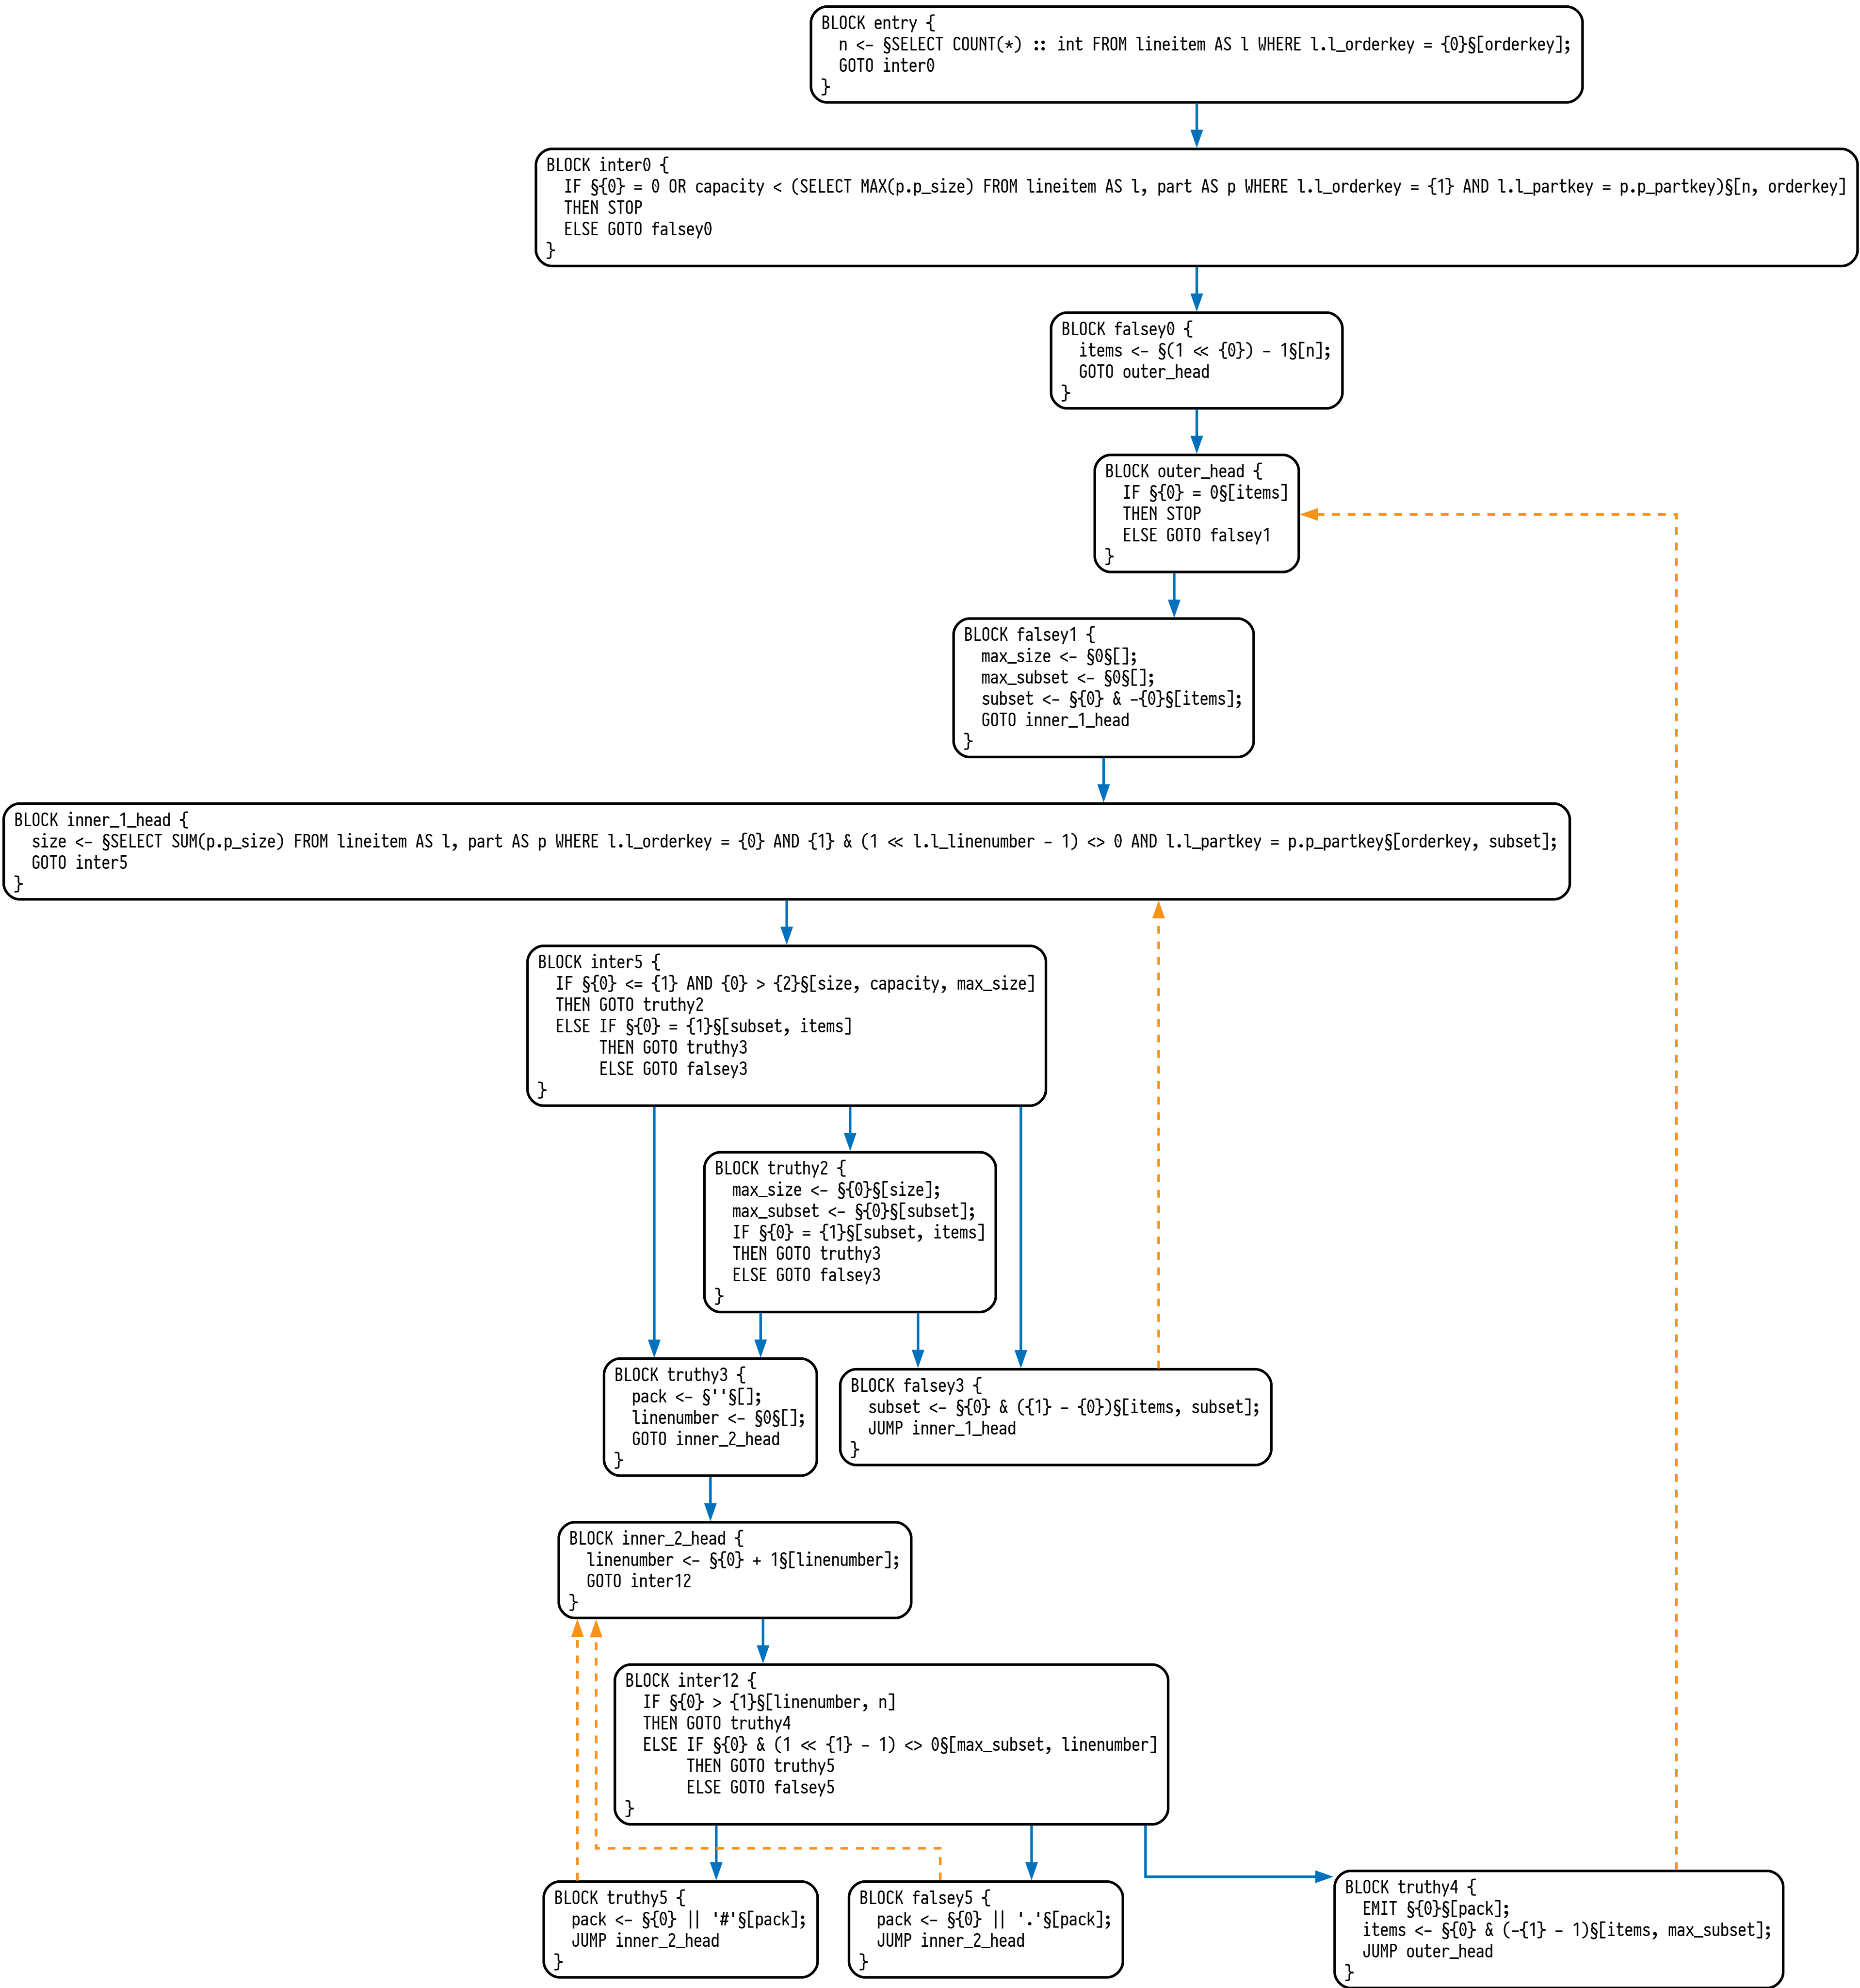 BLOCK entry {
  n <- §SELECT COUNT(*) :: int FROM lineitem AS l WHERE l.l_orderkey = {0}§[orderkey];
  GOTO inter0
}
BLOCK inter0 {
  IF §{0} = 0 OR capacity < (SELECT MAX(p.p_size) FROM lineitem AS l, part AS p WHERE l.l_orderkey = {1} AND l.l_partkey = p.p_partkey)§[n, orderkey]
  THEN STOP
  ELSE GOTO falsey0
}
BLOCK falsey0 {
  items <- §(1 << {0}) - 1§[n];
  GOTO outer_head
}
BLOCK outer_head {
  IF §{0} = 0§[items]
  THEN STOP
  ELSE GOTO falsey1
}
BLOCK falsey1 {
  max_size <- §0§[];
  max_subset <- §0§[];
  subset <- §{0} & -{0}§[items];
  GOTO inner_1_head
}
BLOCK inner_1_head {
  size <- §SELECT SUM(p.p_size) FROM lineitem AS l, part AS p WHERE l.l_orderkey = {0} AND {1} & (1 << l.l_linenumber - 1) <> 0 AND l.l_partkey = p.p_partkey§[orderkey, subset];
  GOTO inter5
}
BLOCK inter5 {
  IF §{0} <= {1} AND {0} > {2}§[size, capacity, max_size]
  THEN GOTO truthy2
  ELSE IF §{0} = {1}§[subset, items]
       THEN GOTO truthy3
       ELSE GOTO falsey3
}
BLOCK truthy2 {
  max_size <- §{0}§[size];
  max_subset <- §{0}§[subset];
  IF §{0} = {1}§[subset, items]
  THEN GOTO truthy3
  ELSE GOTO falsey3
}
BLOCK truthy3 {
  pack <- §''§[];
  linenumber <- §0§[];
  GOTO inner_2_head
}
BLOCK falsey3 {
  subset <- §{0} & ({1} - {0})§[items, subset];
  JUMP inner_1_head
}
BLOCK inner_2_head {
  linenumber <- §{0} + 1§[linenumber];
  GOTO inter12
}
BLOCK inter12 {
  IF §{0} > {1}§[linenumber, n]
  THEN GOTO truthy4
  ELSE IF §{0} & (1 << {1} - 1) <> 0§[max_subset, linenumber]
       THEN GOTO truthy5
       ELSE GOTO falsey5
}
BLOCK truthy5 {
  pack <- §{0} || '#'§[pack];
  JUMP inner_2_head
}
BLOCK falsey5 {
  pack <- §{0} || '.'§[pack];
  JUMP inner_2_head
}
BLOCK truthy4 {
  EMIT §{0}§[pack];
  items <- §{0} & (-{1} - 1)§[items, max_subset];
  JUMP outer_head
}